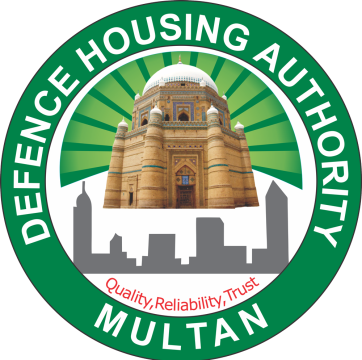 DEFENCE HOUSING AUTHORITY
Quality,Reliability,Trust
MULTAN